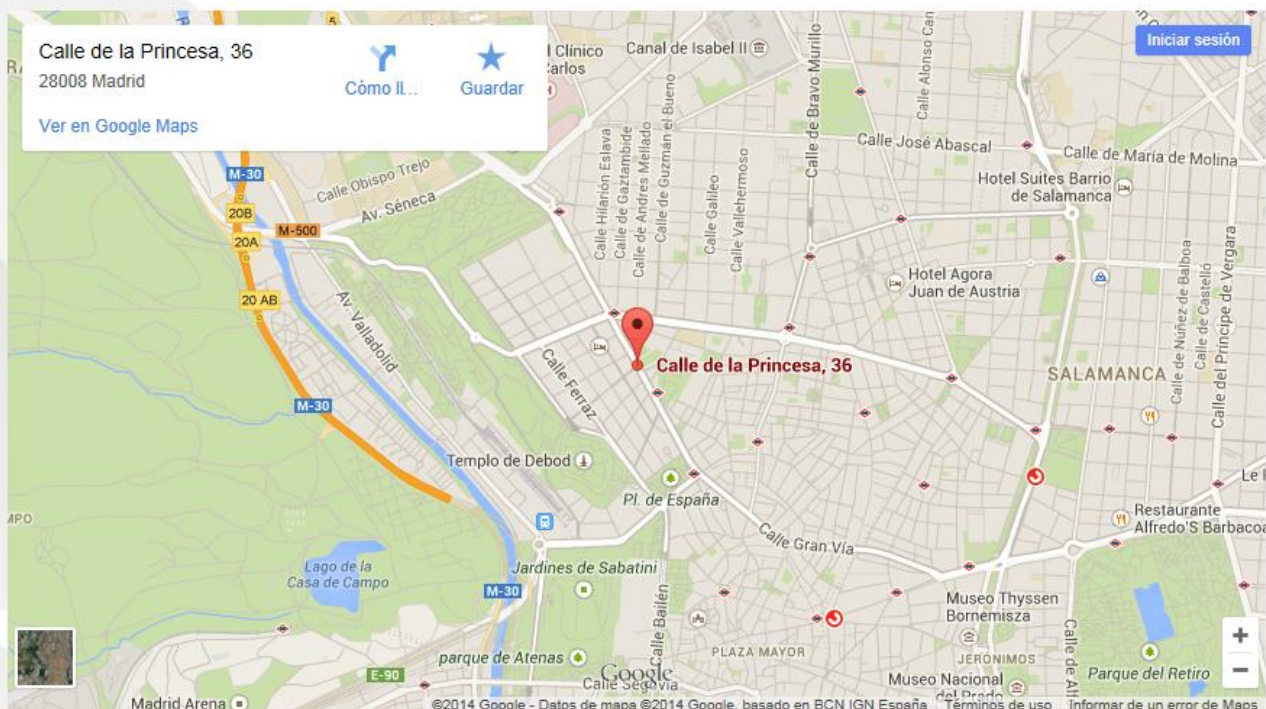 Calle de la Princesa, 36
28008 Madrid
Cómo ll...
Guardar
Ver en Google Maps
Iniciar sesión
5
l Clínico
Carlos
Canal de Isabel II
Calle de Bravo Murillo
Calle Alonso Can
Calle José Abascal
Calle de María de Molina
Hotel Suites Barrio
de Salamanca
M-30
Calle Obispo Trejo
Av. Séneca
20B
M-500
20A
20 AB
Av. Valladolid
Calle Hilarión Eslava
Calle de Gaztambide
Calle de Andres Mellado
Calle de Guzmán el Bueno
Calle Galileo
Calle Vallehermoso
Hotel Agora
Juan de Austria
Calle de Núñez de Balboa
Calle de Castelló
Calle del Príncipe de Vergara
Calle de la Princesa, 36
SALAMANCA
Calle Ferraz
M-30
Templo de Debod
Pl. de España
Le
Restaurante
Alfredo'S Barbacoa
MPO
Calle Gran Vía
Lago de la
Casa de Campo
Jardines de Sabatini
M-30
Calle Bailén
Museo Thyssen
Bornemisza
Calle de Alf
PLAZA MAYOR
JERÓNIMOS
parque de Atenas
Google
E-90
Calle Segovia
Museo Nacional
del Prado
Parque del Retiro
+
−
Madrid Arena
©2014 Google - Datos de mapa ©2014 Google, basado en BCN IGN España
Términos de uso
Informar de un error de Maps